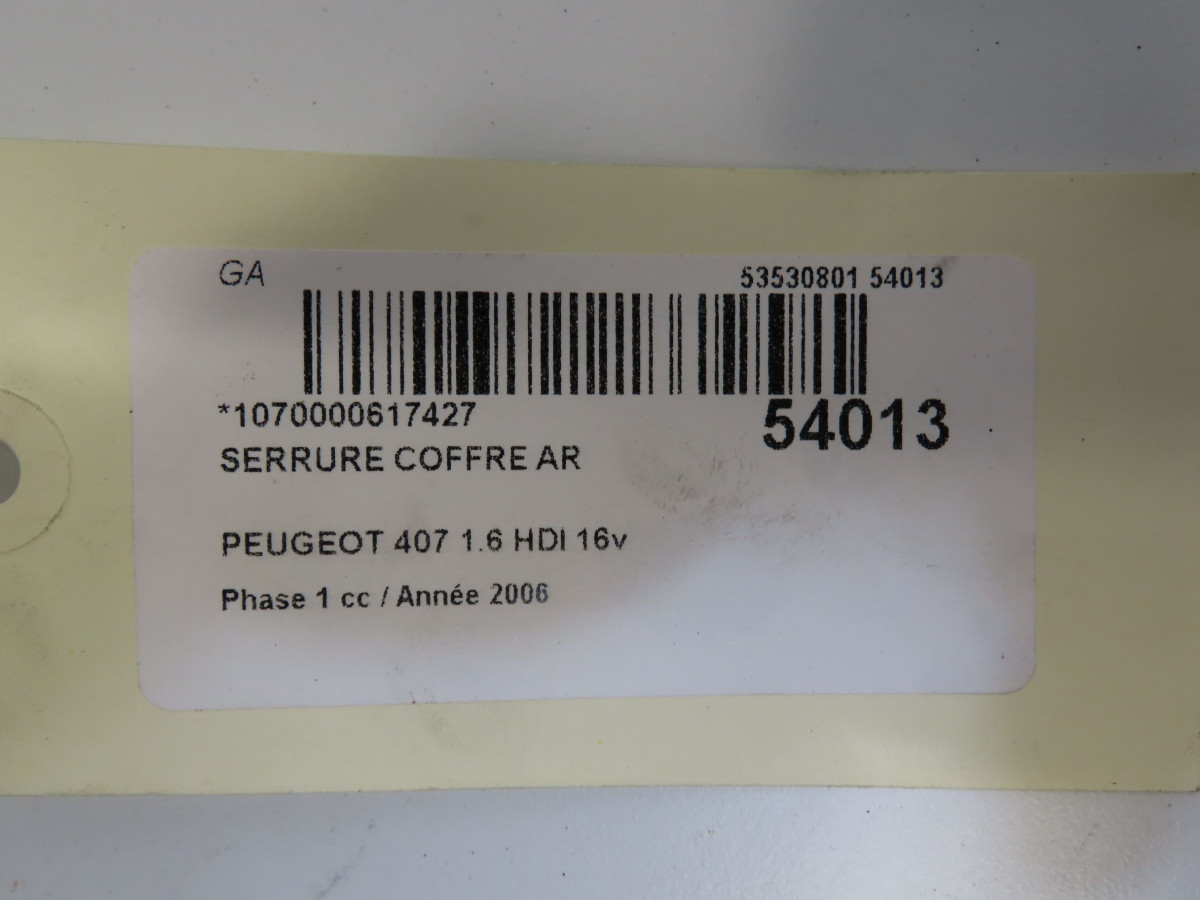 GA 53530801 54013
*1070000617427 54013
SERRURE COFFRE AR
PEUGEOT 407 1.6 HDI 16v
Phase 1 cc / Année 2006